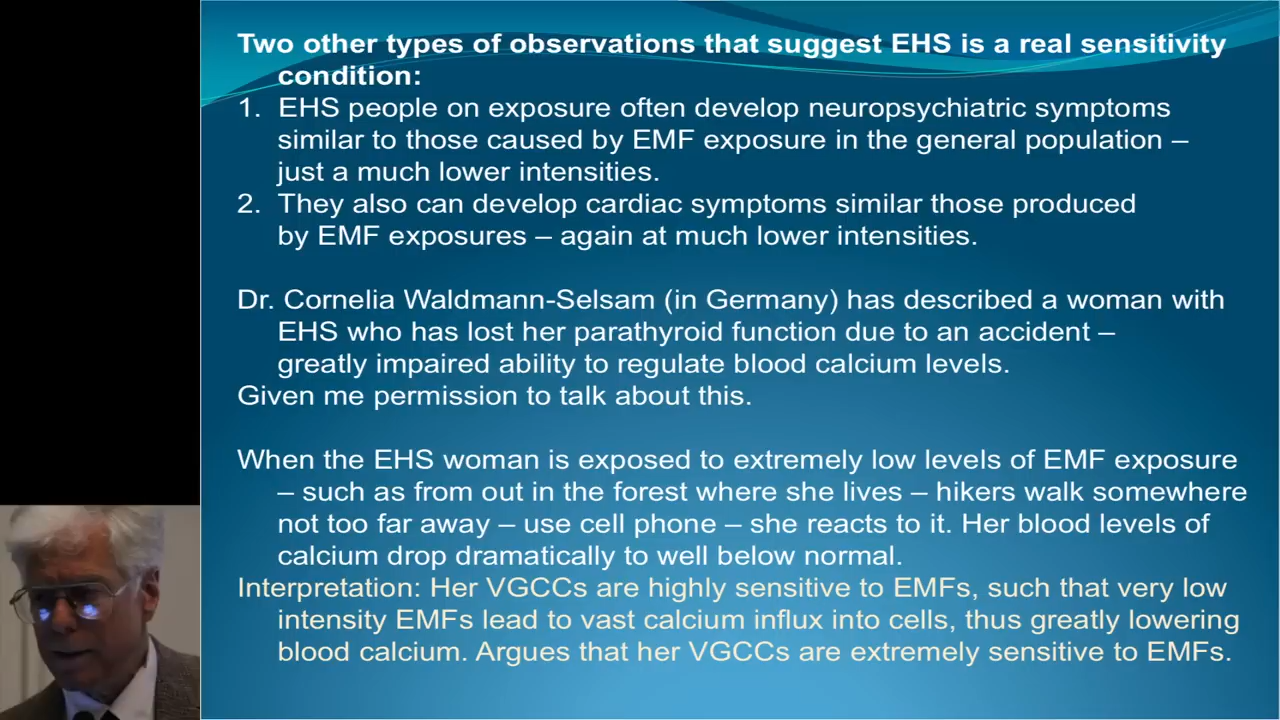 Two other types of observations that suggest EHS is a real sensitivity
condition:
1. EHS people on exposure often develop neuropsychiatric symptoms
similar to those caused by EMF exposure in the general population –
just a much lower intensities.
2. They also can develop cardiac symptoms similar those produced
by EMF exposures – again at much lower intensities.
Dr. Cornelia Waldmann-Selsam (in Germany) has described a woman with
EHS who has lost her parathyroid function due to an accident –
greatly impaired ability to regulate blood calcium levels.
Given me permission to talk about this.
When the EHS woman is exposed to extremely low levels of EMF exposure
– such as from out in the forest where she lives – hikers walk somewhere
not too far away – use cell phone – she reacts to it. Her blood levels of
calcium drop dramatically to well below normal.
Interpretation: Her VGCCs are highly sensitive to EMFs, such that very low
intensity EMFs lead to vast calcium influx into cells, thus greatly lowering
blood calcium. Argues that her VGCCs are extremely sensitive to EMFs.